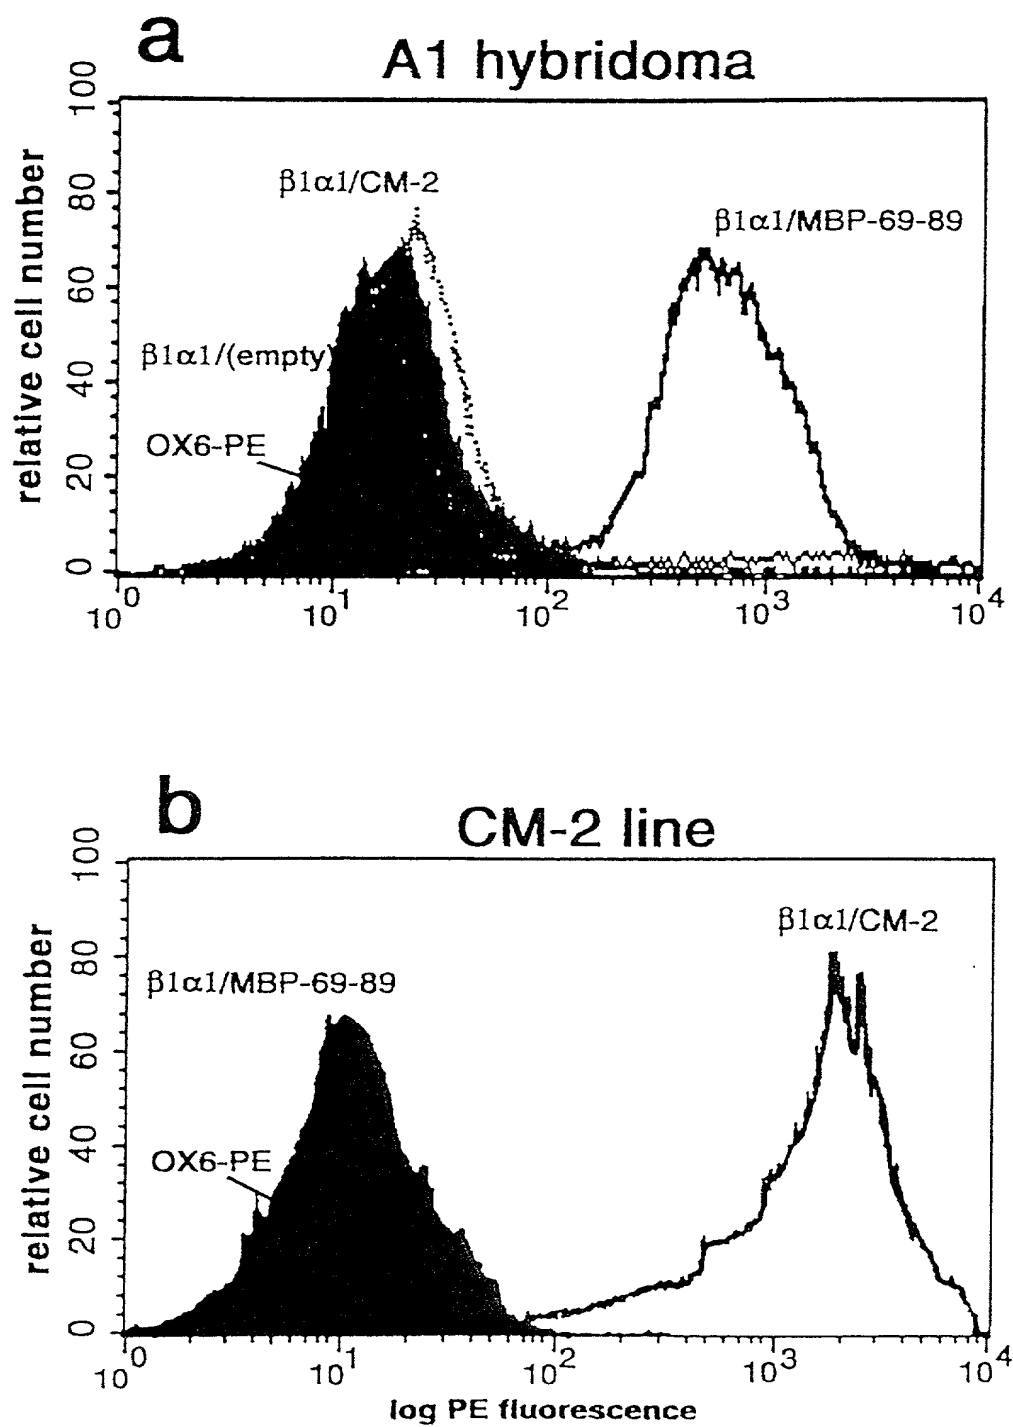 a
A1 hybridoma
relative cell number
100
80
60
40
20
0
β1α1/CM-2
β1α1/MBP-69-89
β1α1/(empty)
OX6-PE
10^0 10^1 10^2 10^3 10^4
b
CM-2 line
relative cell number
100
80
60
40
20
0
β1α1/CM-2
β1α1/MBP-69-89
OX6-PE
10^0 10^1 10^2 10^3 10^4
log PE fluorescence